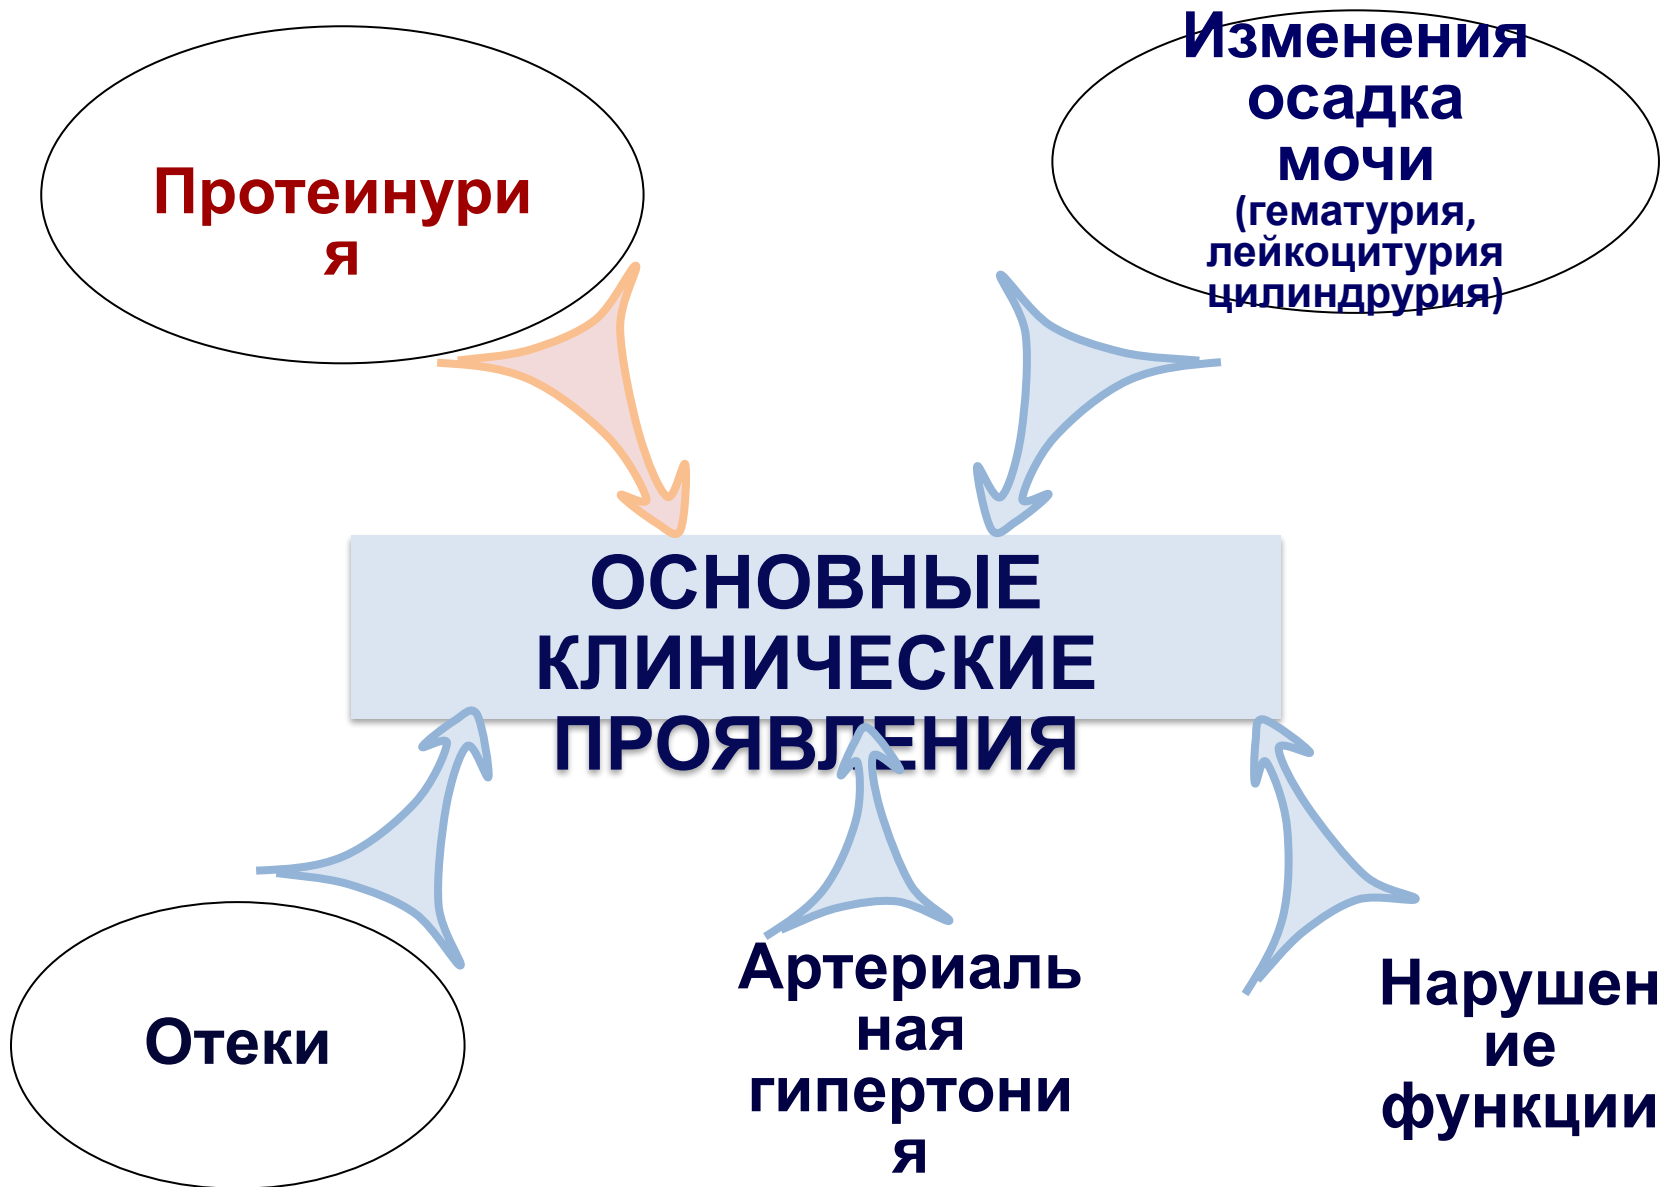 Протеинури
я
Изменения
осадка
мочи
(гематурия,
лейкоцитурия
цилиндрурия)
ОСНОВНЫЕ
КЛИНИЧЕСКИЕ
ПРОЯВЛЕНИЯ
Отеки
Артериаль
ная
гипертони
я
Нарушен
ие
функции